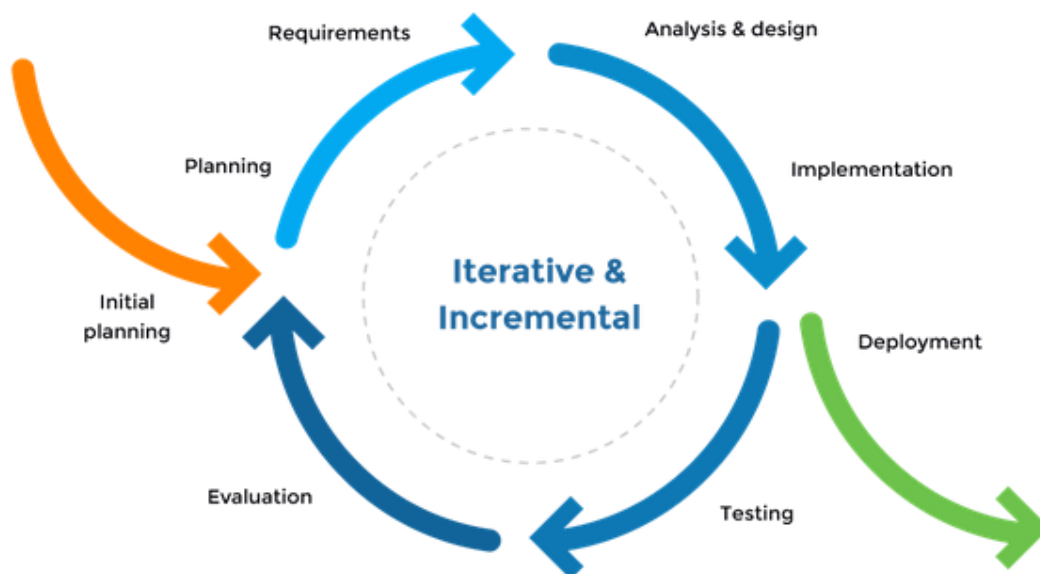 Requirements
Analysis & design
Planning
Implementation
Iterative &
Incremental
Initial
planning
Deployment
Evaluation
Testing